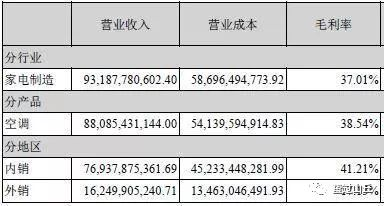 营业收入 营业成本 毛利率
分行业
家电制造 93,187,780,602.40 58,696,494,773.92 37.01%
分产品
空调 88,085,431,144.00 54,139,594,914.83 38.54%
分地区
内销 76,937,875,361.69 45,233,448,281.99 41.21%
外销 16,249,905,240.71 13,463,046,491.93